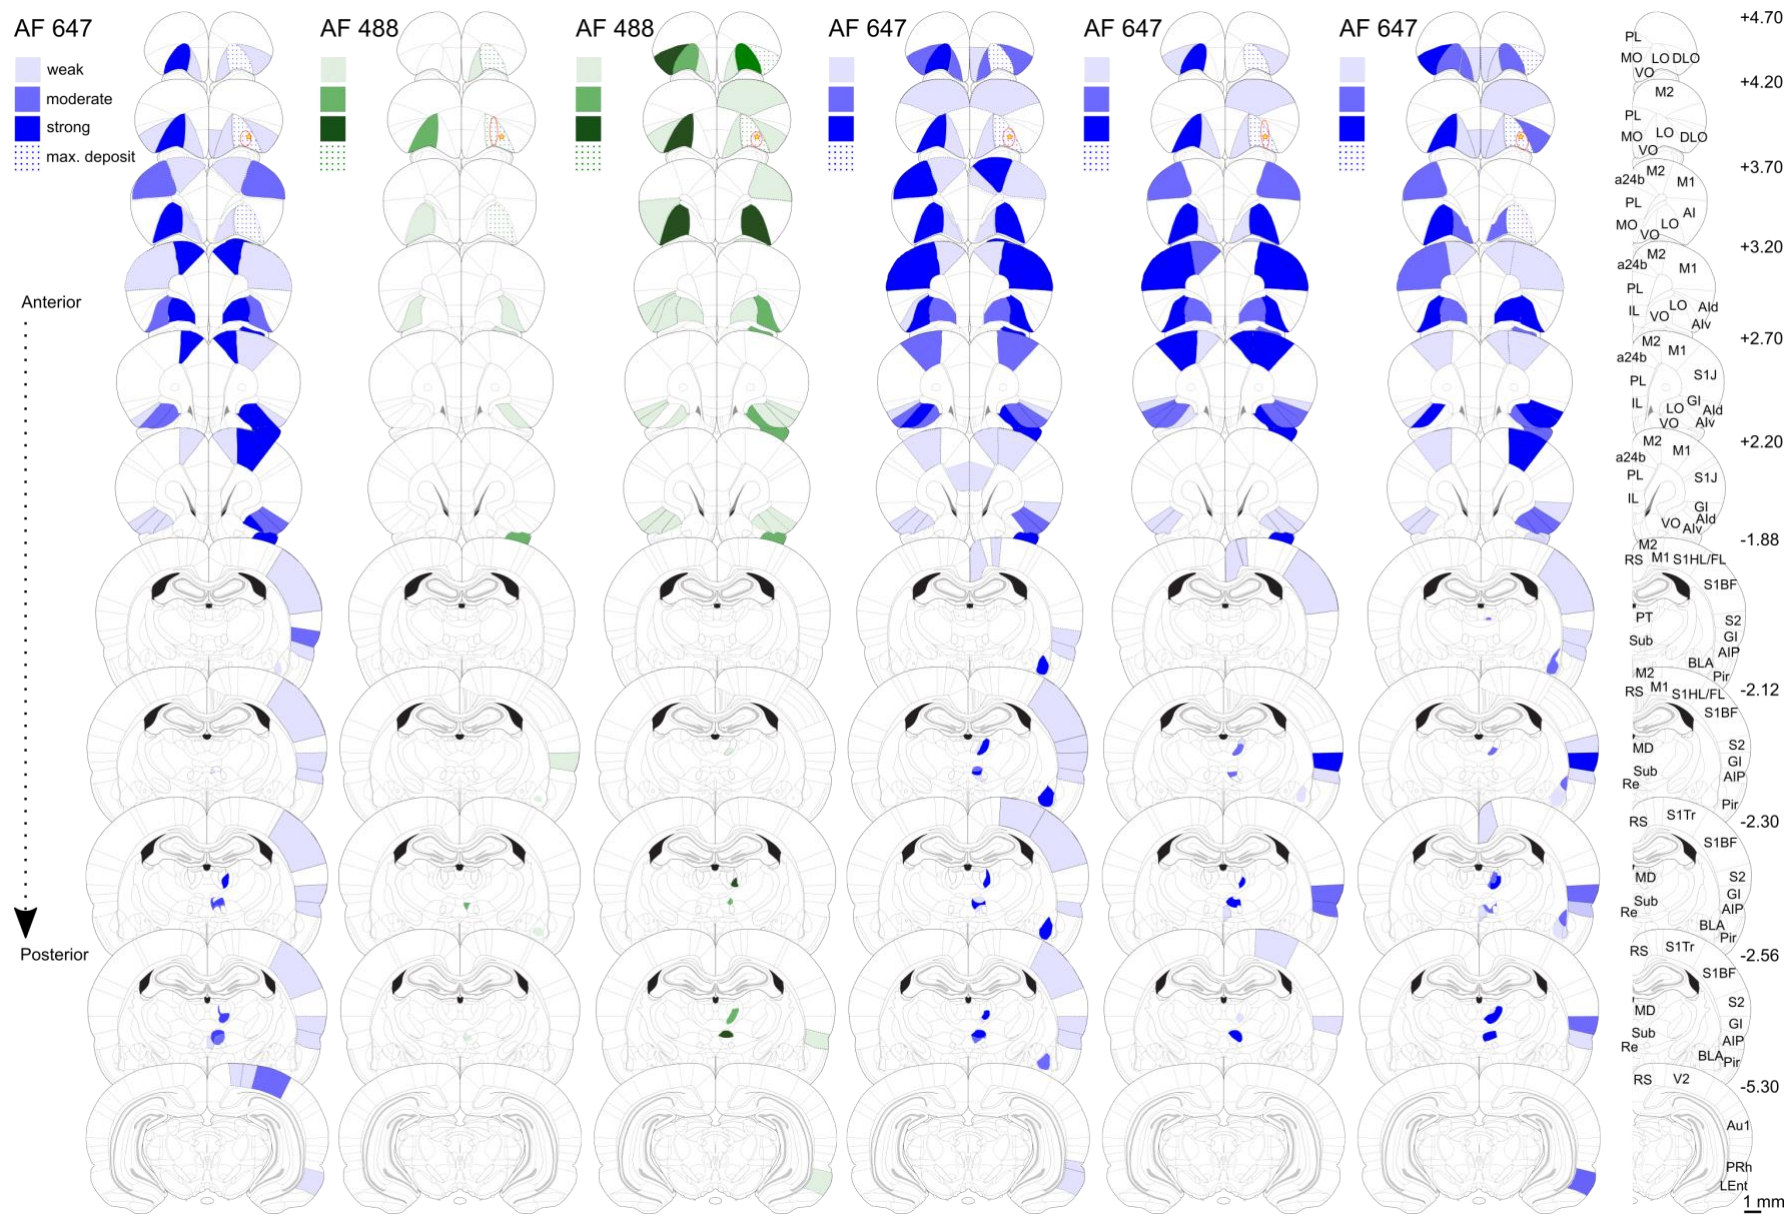 AF 647
AF 488
AF 488
AF 647
AF 647
AF 647
weak
moderate
strong
max. deposit
Anterior
Posterior
+4.70
PL
MO LO DLO
VO
+4.20
M2
PL
MO LO DLO
VO
+3.70
M2
a24b M1
PL
AI
MO LO
VO
+3.20
M2
a24b M1
PL
IL LO AId
VO AIv
+2.70
M2 M1
a24b
S1J
PL
IL GI
LO AId
VO AIv
+2.20
M2 M1
a24b
PL S1J
IL
GI
VO AId
AIv
-1.88
M2
RS M1 S1HL/FL
S1BF
PT S2
Sub GI
AIP
BLA
Pir
-2.12
M2
RS M1 S1HL/FL
S1BF
MD S2
GI
Sub AIP
Re
Pir
-2.30
RS S1Tr
S1BF
MD S2
GI
Sub AIP
Re
BLA
Pir
-2.56
RS S1Tr
S1BF
MD S2
GI
Sub AIP
Re
BLA Pir
-5.30
RS V2
Au1
PRh
LEnt
1 mm